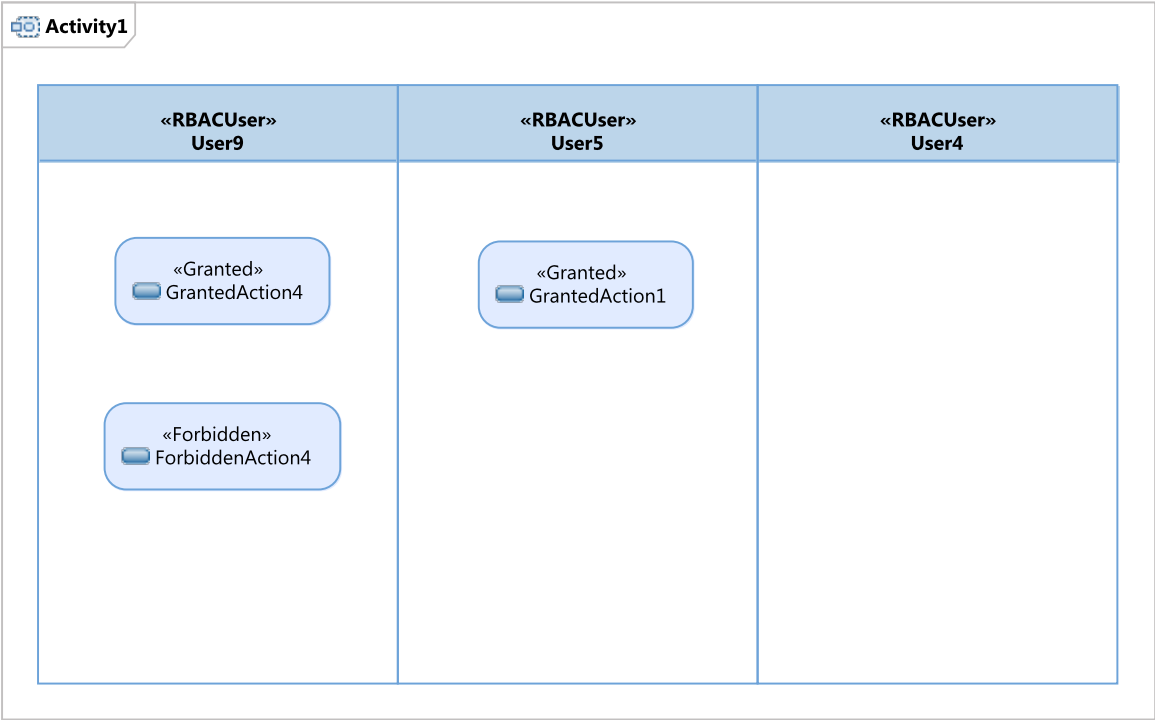 Activity1
«RBACUser»
User9
«RBACUser»
User5
«RBACUser»
User4
«Granted»
GrantedAction4
«Granted»
GrantedAction1
«Forbidden»
ForbiddenAction4